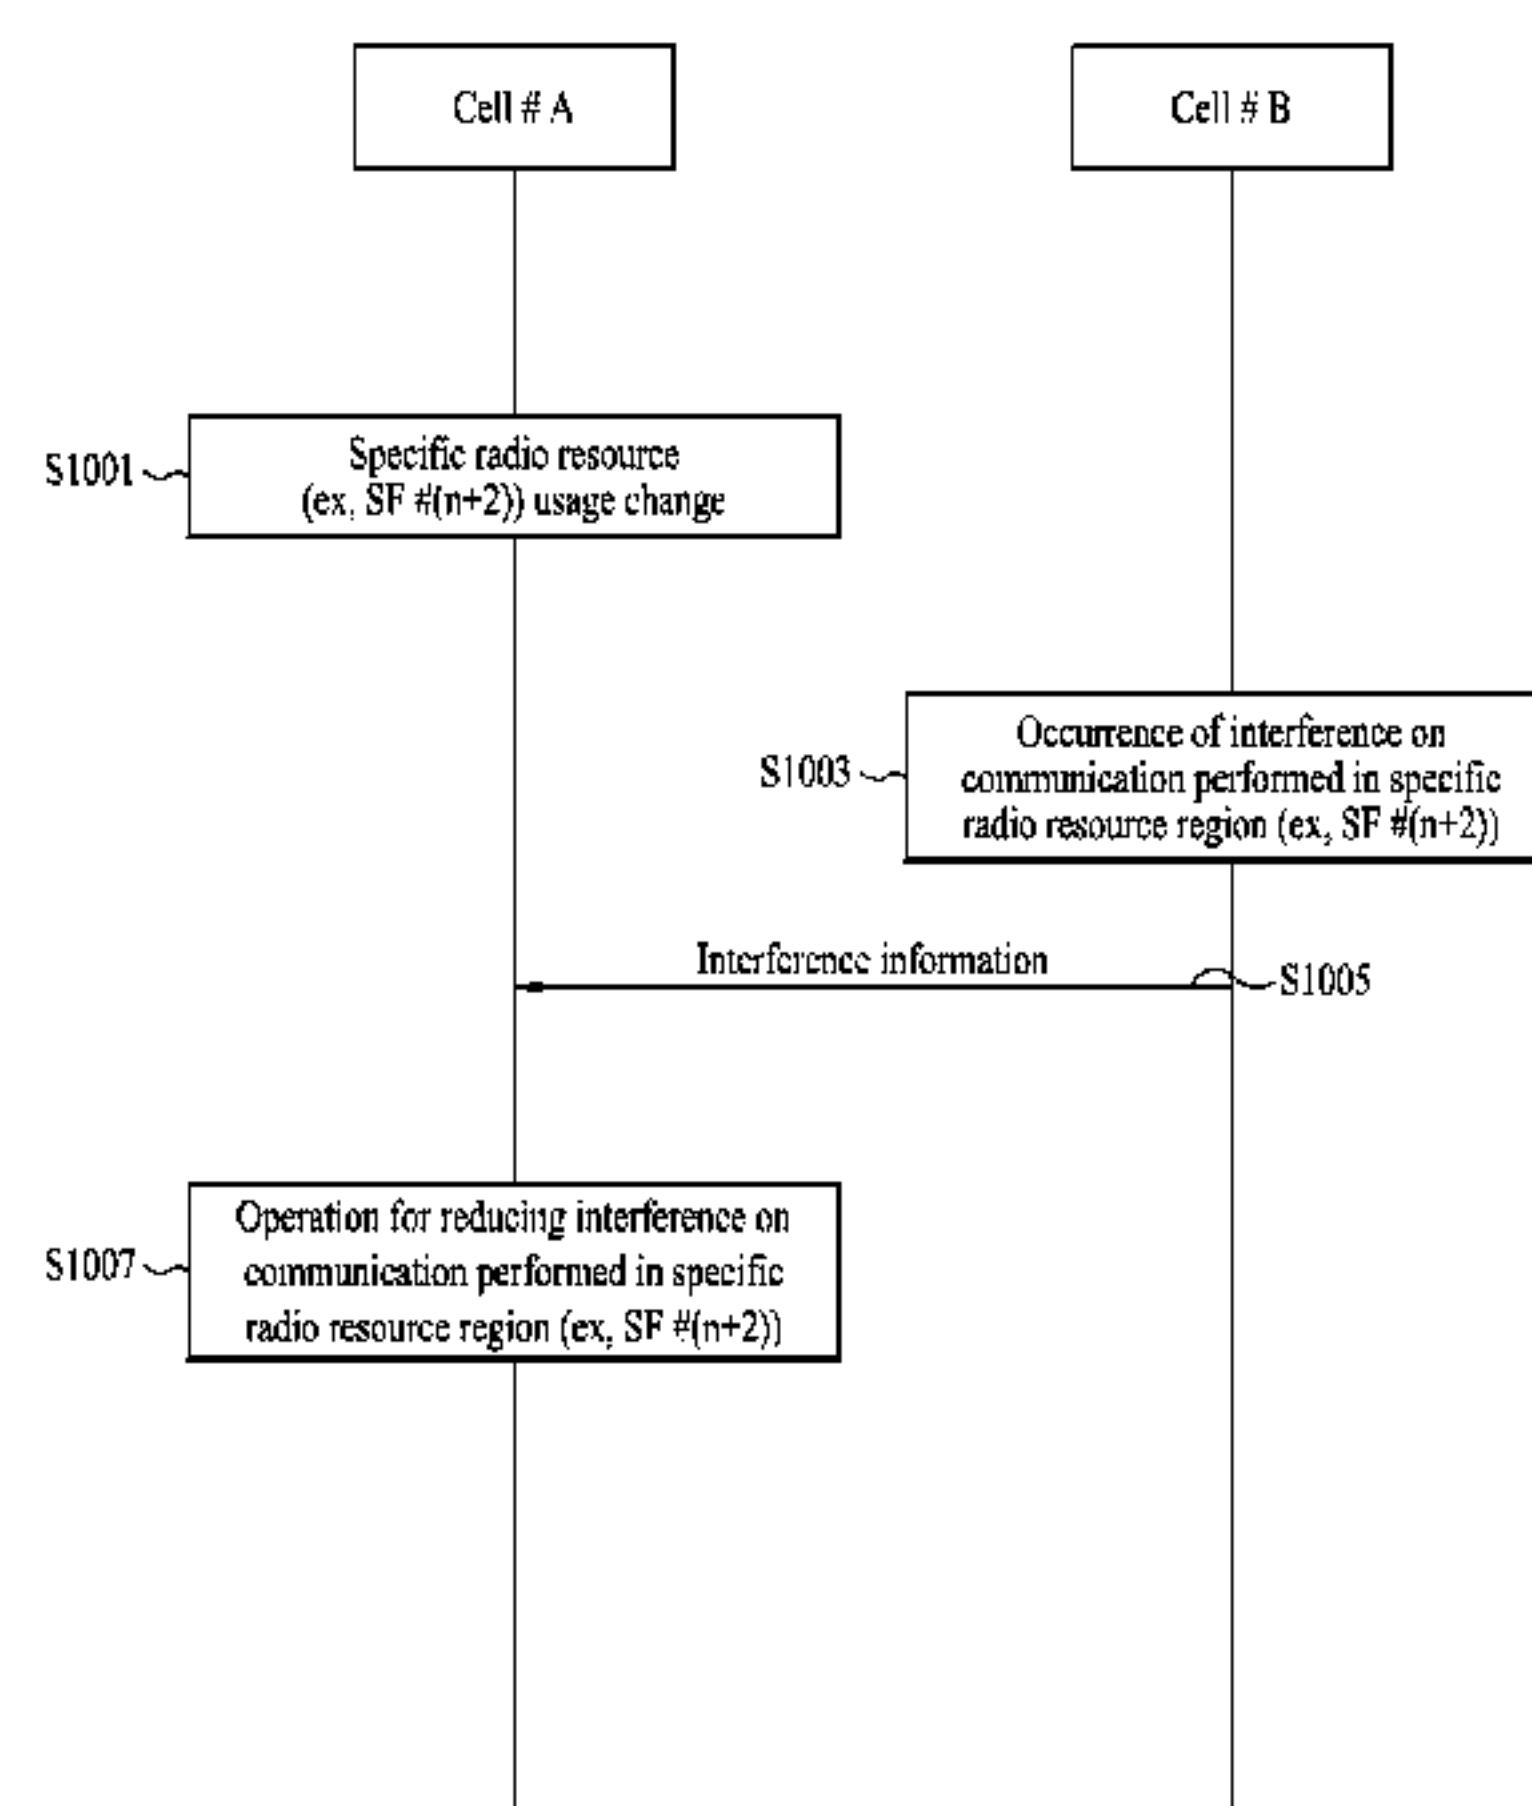 Cell # A
Cell # B
S1001
Specific radio resource
(ex, SF #(n+2)) usage change
S1003
Occurrence of interference on
communication performed in specific
radio resource region (ex, SF #(n+2))
Interference information
S1005
S1007
Operation for reducing interference on
communication performed in specific
radio resource region (ex, SF #(n+2))